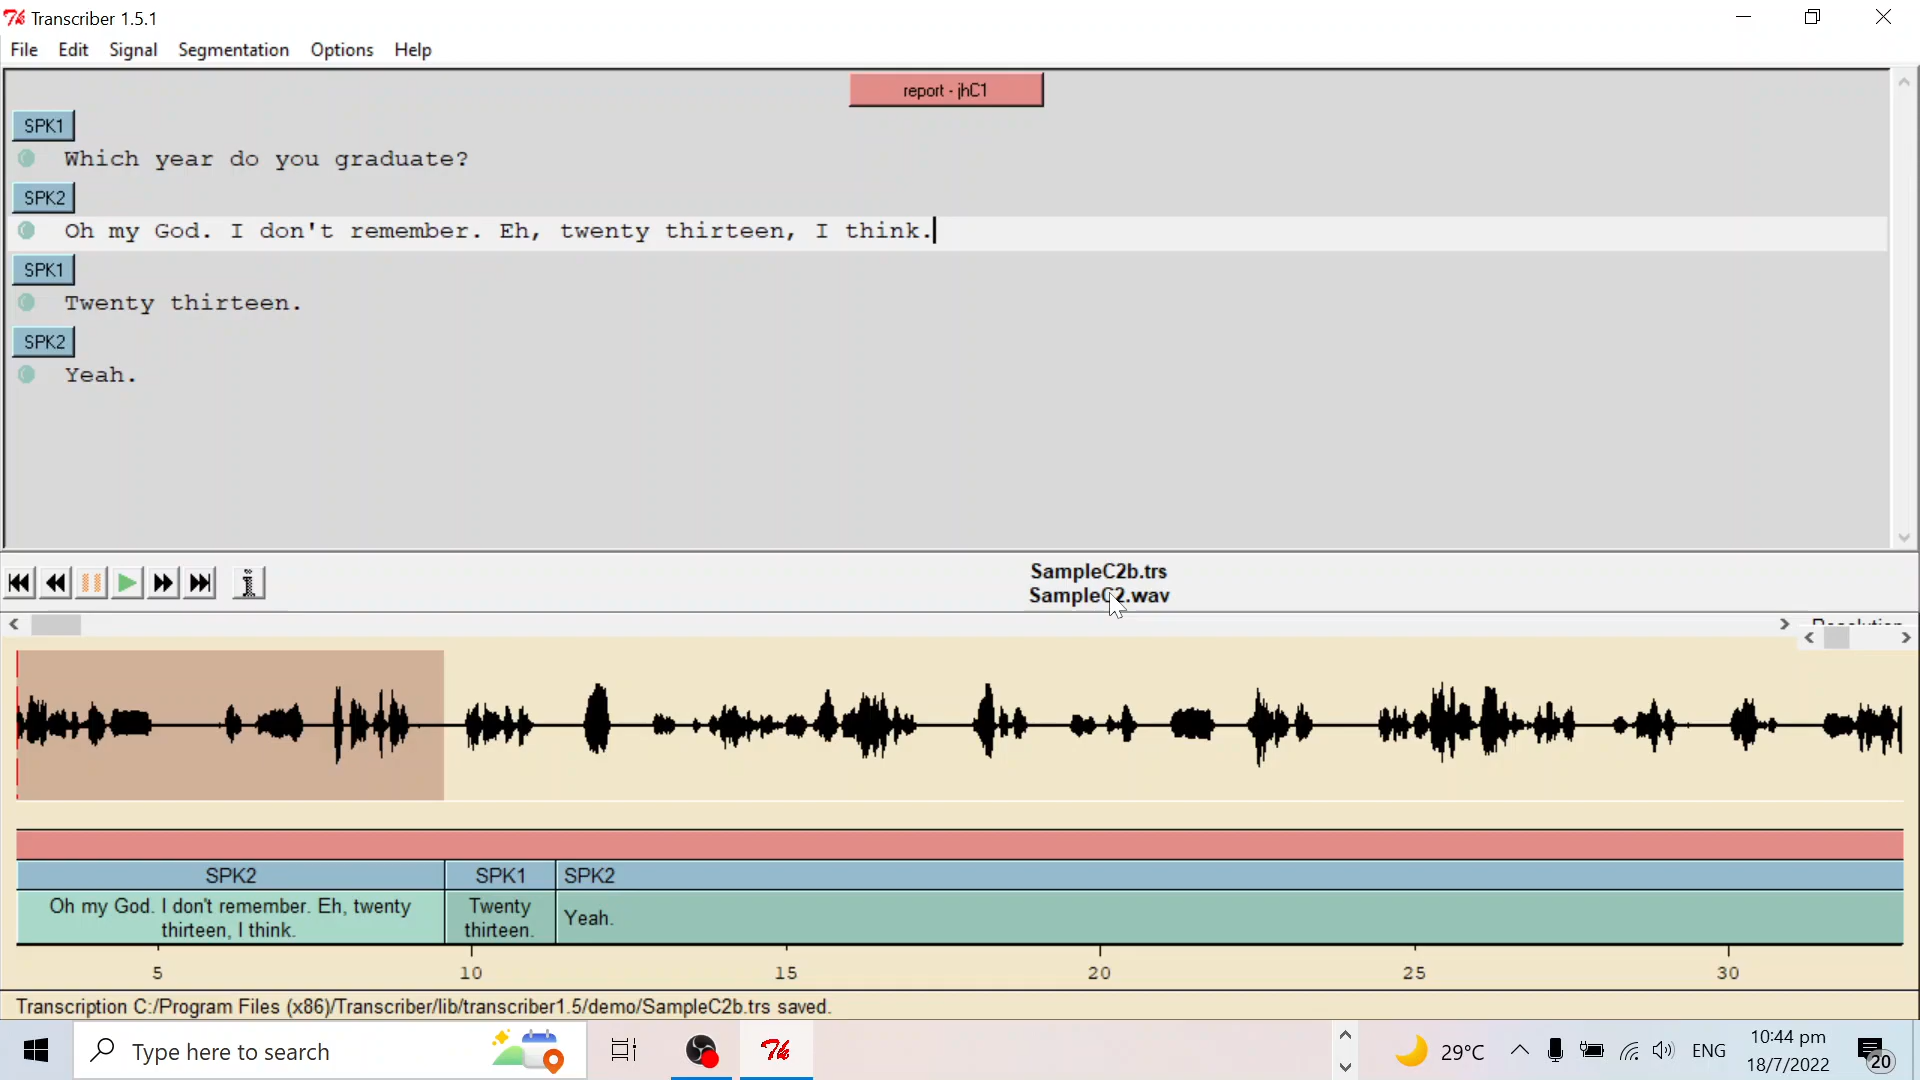 Transcriber 1.5.1
File Edit Signal Segmentation Options Help
report - jhC1
SPK1
Which year do you graduate?
SPK2
Oh my God. I don't remember. Eh, twenty thirteen, I think.
SPK1
Twenty thirteen.
SPK2
Yeah.
SampleC2b.trs
SampleC2.wav
Resolution
SPK2 SPK1 SPK2
Oh my God. I don't remember. Eh, twenty
thirteen, I think.
Twenty
thirteen.
Yeah.
5 10 15 20 25 30
Transcription C:/Program Files (x86)/Transcriber/lib/transcriber1.5/demo/SampleC2b.trs saved.
Type here to search
29°C
ENG
10:44 pm
18/7/2022
20